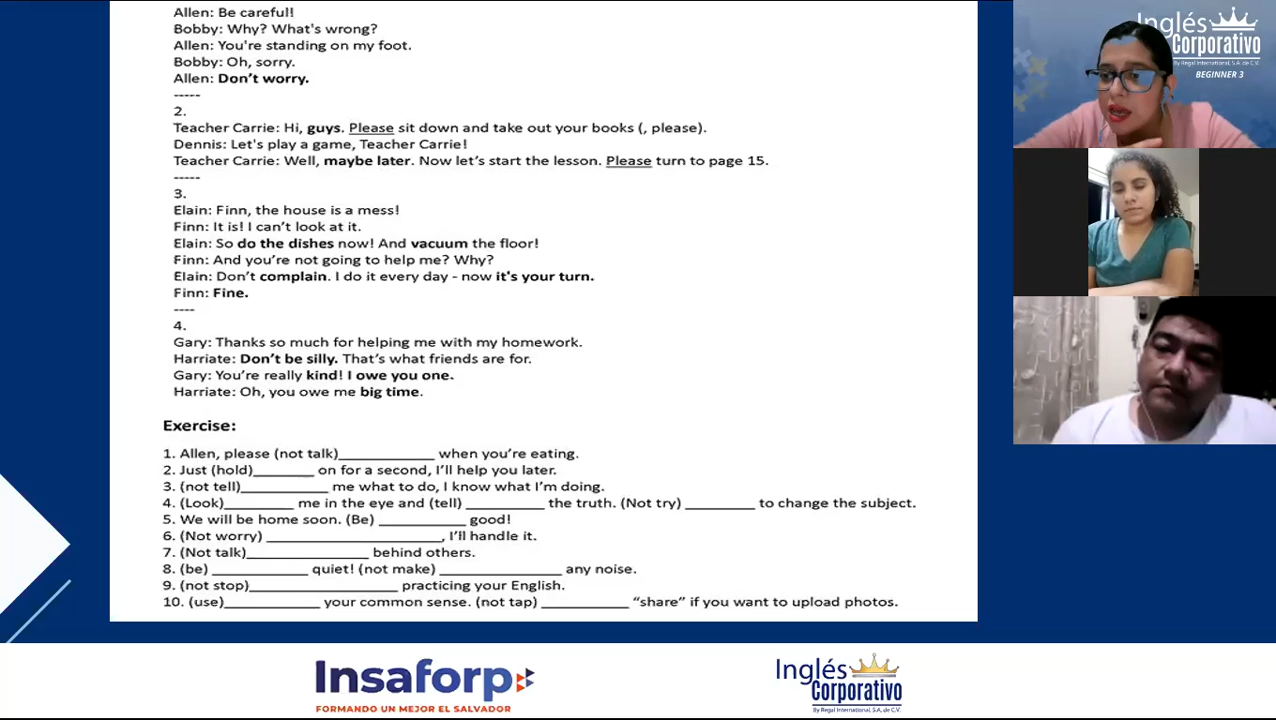 Allen: Be careful!
Bobby: Why? What's wrong?
Allen: You're standing on my foot.
Bobby: Oh, sorry.
Allen: Don't worry.
-----
2.
Teacher Carrie: Hi, guys. Please sit down and take out your books (, please).
Dennis: Let's play a game, Teacher Carrie!
Teacher Carrie: Well, maybe later. Now let's start the lesson. Please turn to page 15.
-----
3.
Elain: Finn, the house is a mess!
Finn: It is! I can't look at it.
Elain: So do the dishes now! And vacuum the floor!
Finn: And you're not going to help me? Why?
Elain: Don't complain. I do it every day - now it's your turn.
Finn: Fine.
----
4.
Gary: Thanks so much for helping me with my homework.
Harriate: Don't be silly. That's what friends are for.
Gary: You're really kind! I owe you one.
Harriate: Oh, you owe me big time.
Exercise:
1. Allen, please (not talk)____________ when you're eating.
2. Just (hold)________ on for a second, I'll help you later.
3. (not tell)___________ me what to do, I know what I'm doing.
4. (Look)_________ me in the eye and (tell) __________ the truth. (Not try) _________ to change the subject.
5. We will be home soon. (Be) ___________ good!
6. (Not worry) ______________________, I'll handle it.
7. (Not talk)_______________ behind others.
8. (be) ____________ quiet! (not make) _______________ any noise.
9. (not stop)__________________ practicing your English.
10. (use)____________ your common sense. (not tap) ___________ "share" if you want to upload photos.
Insaforp
FORMANDO UN MEJOR EL SALVADOR
Inglés
Corporativo
By Regal International, S.A. de C.V.
Inglés
Corporativo
By Regal International, S.A. de C.V.
BEGINNER 3